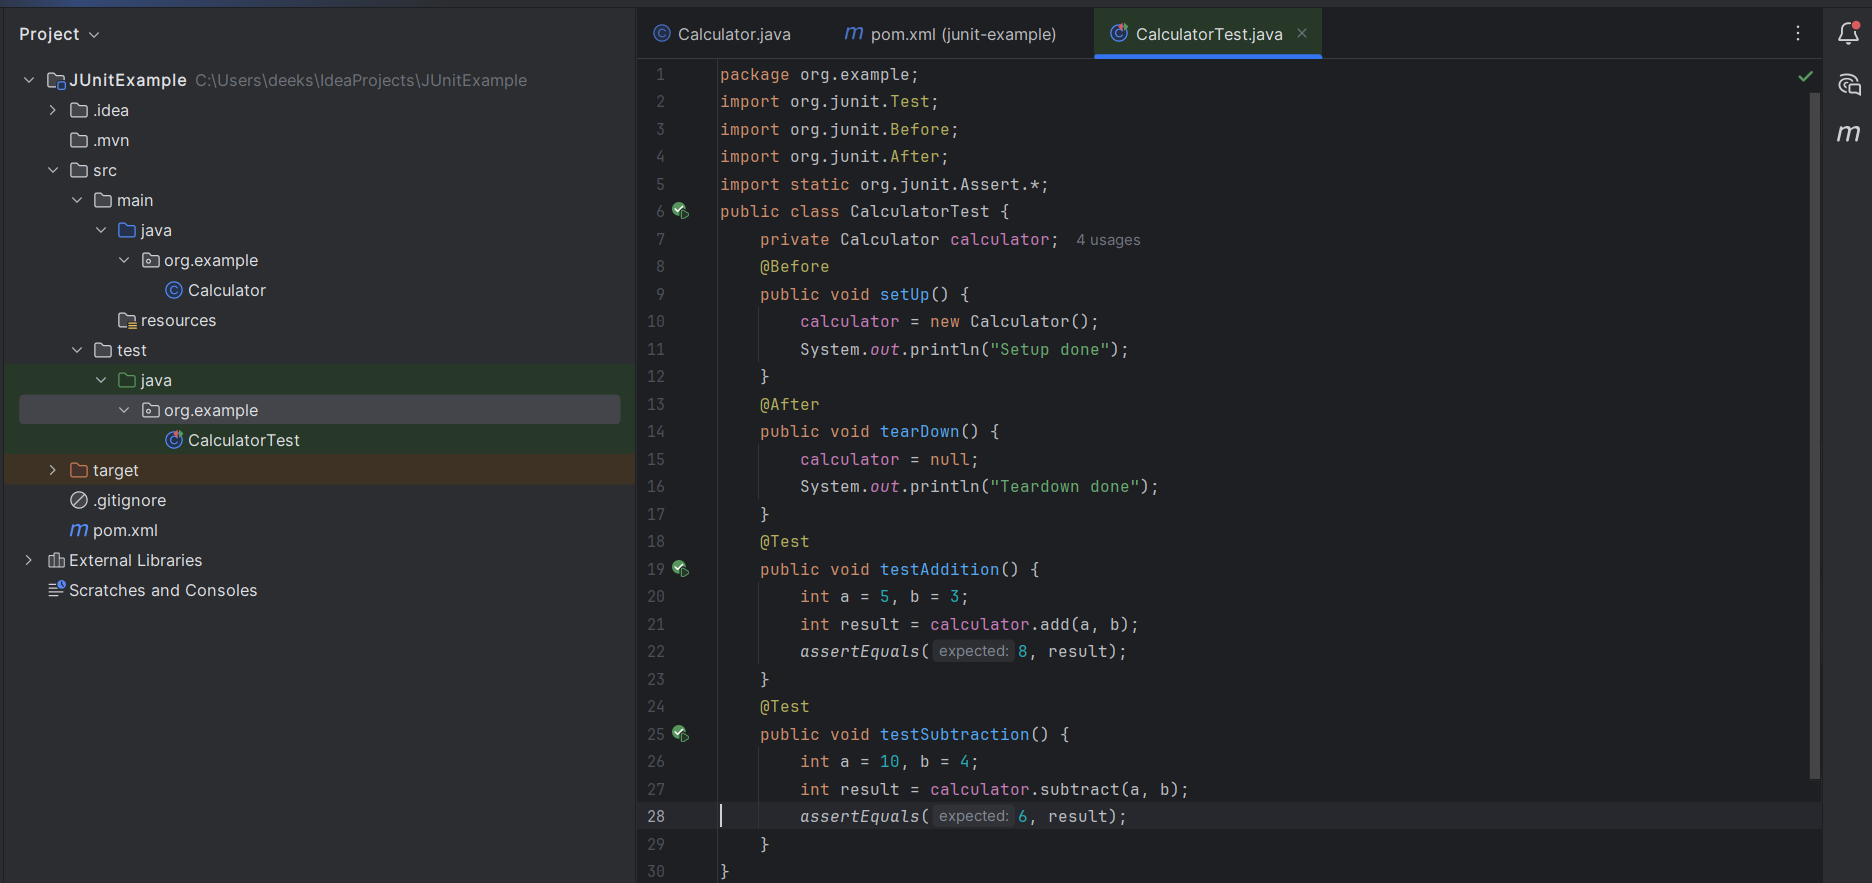 Project
JUnitExample C:\Users\deeks\IdeaProjects\JUnitExample
.idea
.mvn
src
main
java
org.example
Calculator
resources
test
java
org.example
CalculatorTest
target
.gitignore
pom.xml
External Libraries
Scratches and Consoles
Calculator.java
pom.xml (junit-example)
CalculatorTest.java
1 package org.example;
2 import org.junit.Test;
3 import org.junit.Before;
4 import org.junit.After;
5 import static org.junit.Assert.*;
6 public class CalculatorTest {
7 private Calculator calculator; 4 usages
8 @Before
9 public void setUp() {
10 calculator = new Calculator();
11 System.out.println("Setup done");
12 }
13 @After
14 public void tearDown() {
15 calculator = null;
16 System.out.println("Teardown done");
17 }
18 @Test
19 public void testAddition() {
20 int a = 5, b = 3;
21 int result = calculator.add(a, b);
22 assertEquals( expected: 8, result);
23 }
24 @Test
25 public void testSubtraction() {
26 int a = 10, b = 4;
27 int result = calculator.subtract(a, b);
28 assertEquals( expected: 6, result);
29 }
30 }